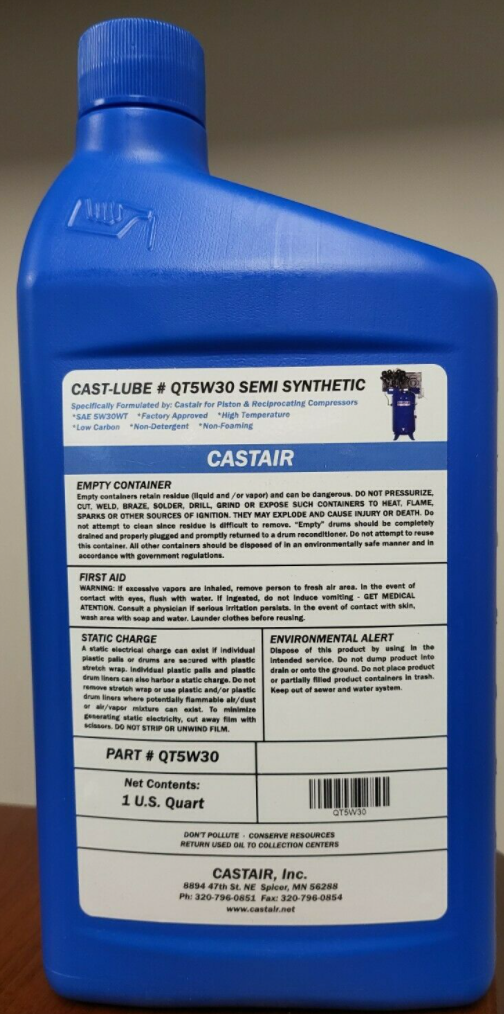 CAST-LUBE # QT5W30 SEMI SYNTHETIC
Specifically Formulated by: Castair for Piston & Reciprocating Compressors
*SAE 5W30WT *Factory Approved *High Temperature
*Low Carbon *Non-Detergent *Non-Foaming
CASTAIR
EMPTY CONTAINER
Empty containers retain residue (liquid and /or vapor) and can be dangerous. DO NOT PRESSURIZE,
CUT, WELD, BRAZE, SOLDER, DRILL, GRIND OR EXPOSE SUCH CONTAINERS TO HEAT, FLAME,
SPARKS OR OTHER SOURCES OF IGNITION. THEY MAY EXPLODE AND CAUSE INJURY OR DEATH. Do
not attempt to clean since residue is difficult to remove. "Empty" drums should be completely
drained and properly plugged and promptly returned to a drum reconditioner. Do not attempt to reuse
this container. All other containers should be disposed of in an environmentally safe manner and in
accordance with government regulations.
FIRST AID
WARNING: If excessive vapors are inhaled, remove person to fresh air area. In the event of
contact with eyes, flush with water. If ingested, do not induce vomiting - GET MEDICAL
ATENTION. Consult a physician if serious irritation persists. In the event of contact with skin,
wash area with soap and water. Launder clothes before reusing.
STATIC CHARGE
A static electrical charge can exist if individual
plastic pails or drums are secured with plastic
stretch wrap. Individual plastic pails and plastic
drum liners can also harbor a static charge. Do not
remove stretch wrap or use plastic and/or plastic
drum liners where potentially flammable air/dust
or air/vapor mixture can exist. To minimize
generating static electricity, cut away film with
scissors. DO NOT STRIP OR UNWIND FILM.
ENVIRONMENTAL ALERT
Dispose of this product by using in the
intended service. Do not dump product into
drain or onto the ground. Do not place product
or partially filled product containers in trash.
Keep out of sewer and water system.
PART # QT5W30
Net Contents:
1 U.S. Quart
QT5W30
DON'T POLLUTE - CONSERVE RESOURCES
RETURN USED OIL TO COLLECTION CENTERS
CASTAIR, Inc.
8894 47th St. NE Spicer, MN 56288
Ph: 320-796-0851 Fax: 320-796-0854
www.castair.net